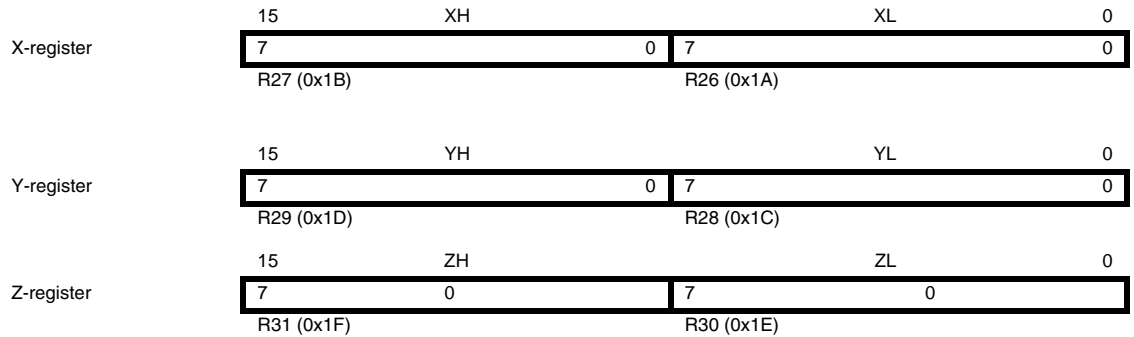 15 XH XL 0
X-register 7 0 7 0
R27 (0x1B) R26 (0x1A)
15 YH YL 0
Y-register 7 0 7 0
R29 (0x1D) R28 (0x1C)
15 ZH ZL 0
Z-register 7 0 7 0
R31 (0x1F) R30 (0x1E)